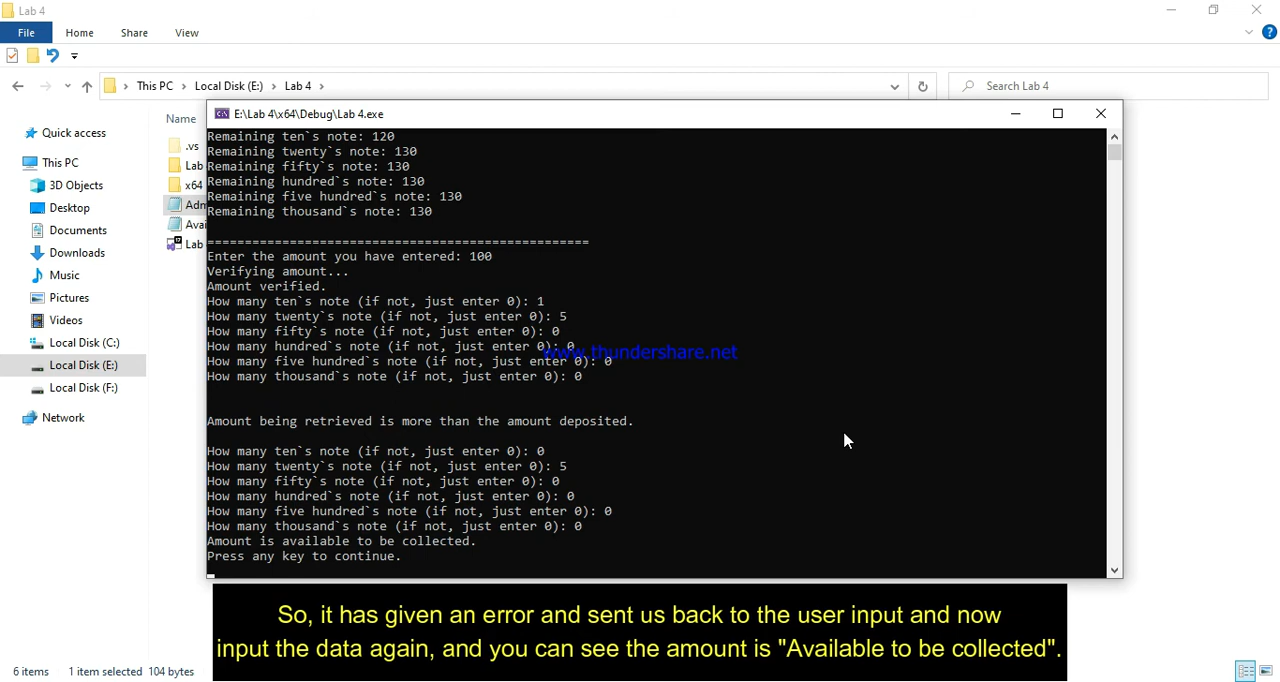 Lab 4
File Home Share View
This PC > Local Disk (E:) > Lab 4 >
Search Lab 4
E:\Lab 4\x64\Debug\Lab 4.exe
Name
Quick access
This PC
3D Objects
Desktop
Documents
Downloads
Music
Pictures
Videos
Local Disk (C:)
Local Disk (E:)
Local Disk (F:)
Network
.vs
Lab
x64
Adm
Avai
Lab
Remaining ten`s note: 120
Remaining twenty`s note: 130
Remaining fifty`s note: 130
Remaining hundred`s note: 130
Remaining five hundred`s note: 130
Remaining thousand`s note: 130
===================================================
Enter the amount you have entered: 100
Verifying amount...
Amount verified.
How many ten`s note (if not, just enter 0): 1
How many twenty`s note (if not, just enter 0): 5
How many fifty`s note (if not, just enter 0): 0
How many hundred`s note (if not, just enter 0): 0
www.thundershare.net
How many five hundred`s note (if not, just enter 0): 0
How many thousand`s note (if not, just enter 0): 0
Amount being retrieved is more than the amount deposited.
How many ten`s note (if not, just enter 0): 0
How many twenty`s note (if not, just enter 0): 5
How many fifty`s note (if not, just enter 0): 0
How many hundred`s note (if not, just enter 0): 0
How many five hundred`s note (if not, just enter 0): 0
How many thousand`s note (if not, just enter 0): 0
Amount is available to be collected.
Press any key to continue.
So, it has given an error and sent us back to the user input and now
input the data again, and you can see the amount is "Available to be collected".
6 items 1 item selected 104 bytes